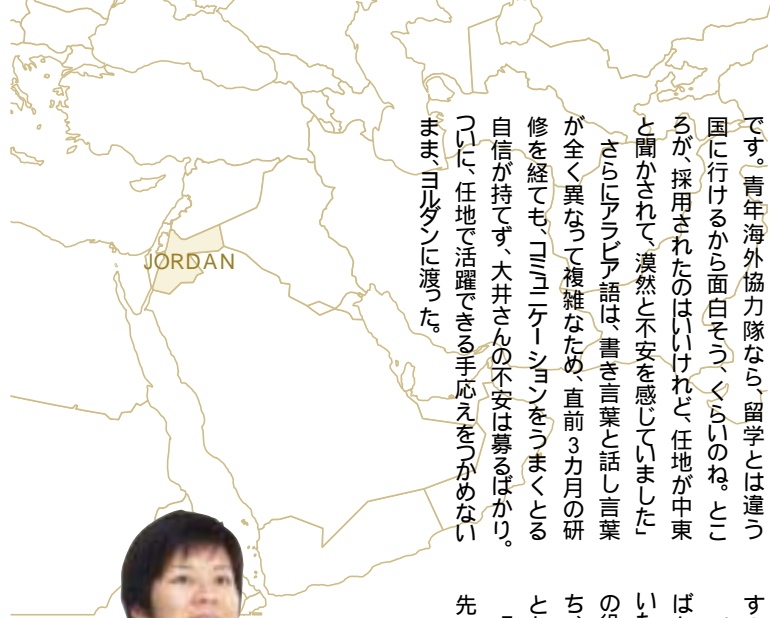 です。青年海外協力隊なら、留学とは違う
国に行けるから面白そう、くらいのね。とこ
ろが、採用されたのはいいけれど、任地が中東
と聞かされて、漠然と不安を感じていました」
さらにアラビア語は、書き言葉と話し言葉
が全く異なって複雑なため、直前3カ月の研
修を経ても、コミュニケーションをうまくとる
自信が持てず、大井さんの不安は募るばかり。
ついに、任地で活躍できる手応えをつかめない
まま、ヨルダンに渡った。
JORDAN
す
ば
い
の
ち、
と
先